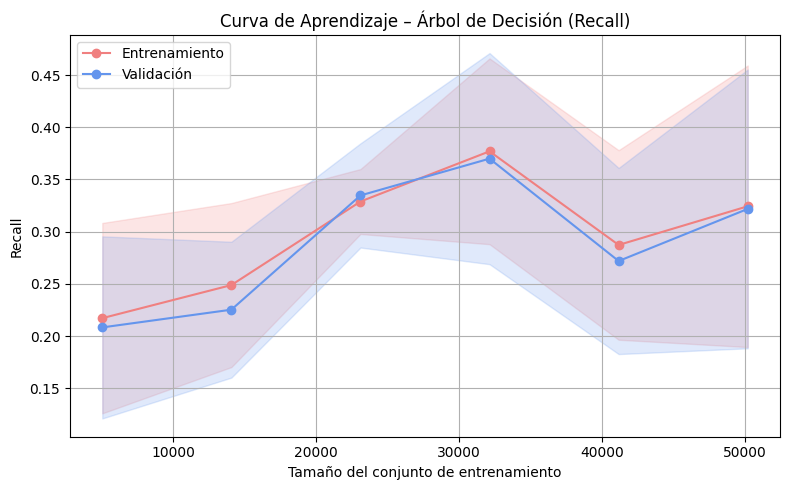 Curva de Aprendizaje – Árbol de Decisión (Recall)
Entrenamiento
Validación
0.45
0.40
0.35
0.30
0.25
0.20
0.15
Recall
10000 20000 30000 40000 50000
Tamaño del conjunto de entrenamiento